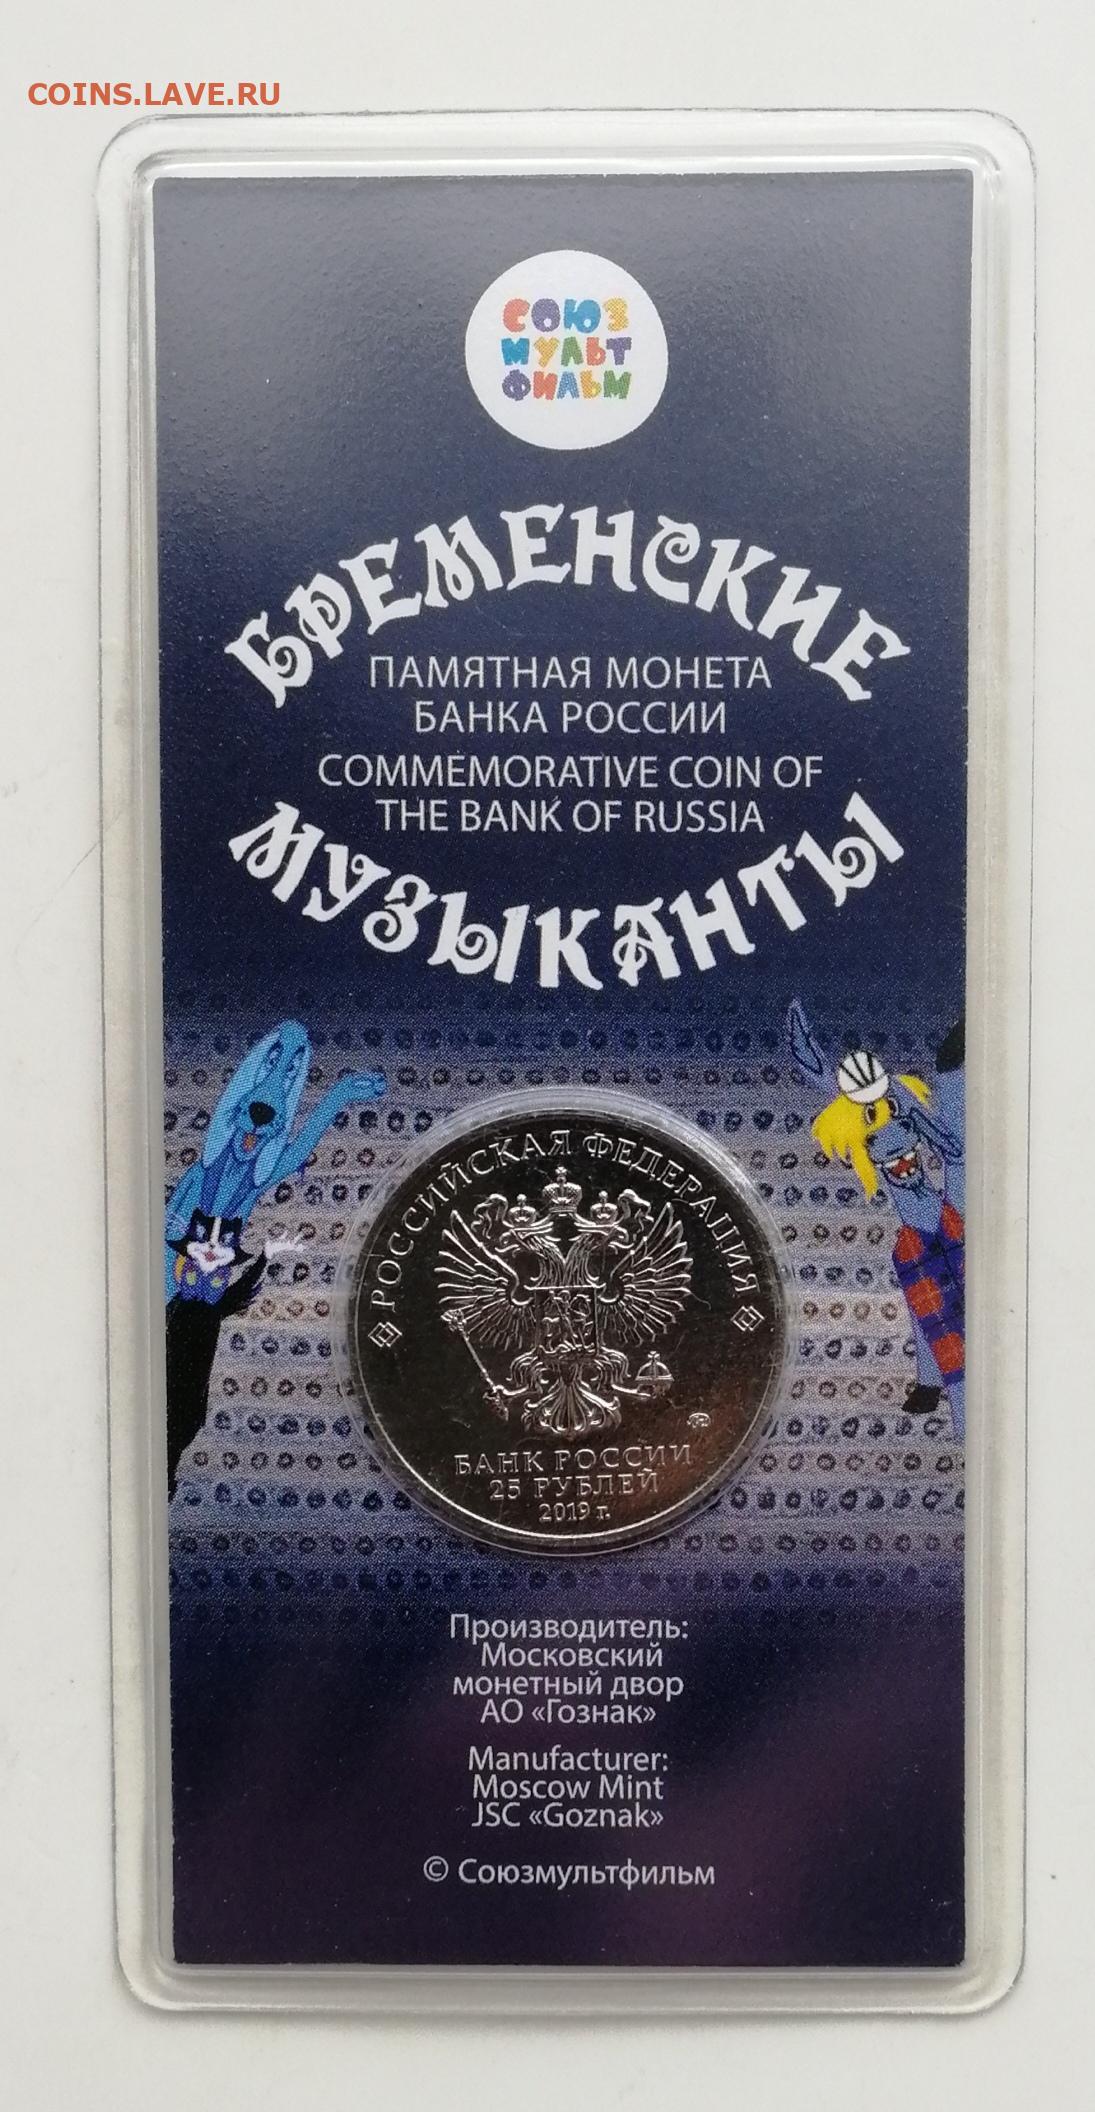 COINS.LAVE.RU
СОЮЗ
МУЛЬТ
ФИЛЬМ
БРЕМЕНСКИЕ
ПАМЯТНАЯ МОНЕТА
БАНКА РОССИИ
COMMEMORATIVE COIN OF
THE BANK OF RUSSIA
МУЗЫКАНТЫ
РОССИЙСКАЯ ФЕДЕРАЦИЯ
БАНК РОССИИ
25 РУБЛЕЙ
2019 г.
Производитель:
Московский
монетный двор
АО «Гознак»
Manufacturer:
Moscow Mint
JSC «Goznak»
© Союзмультфильм